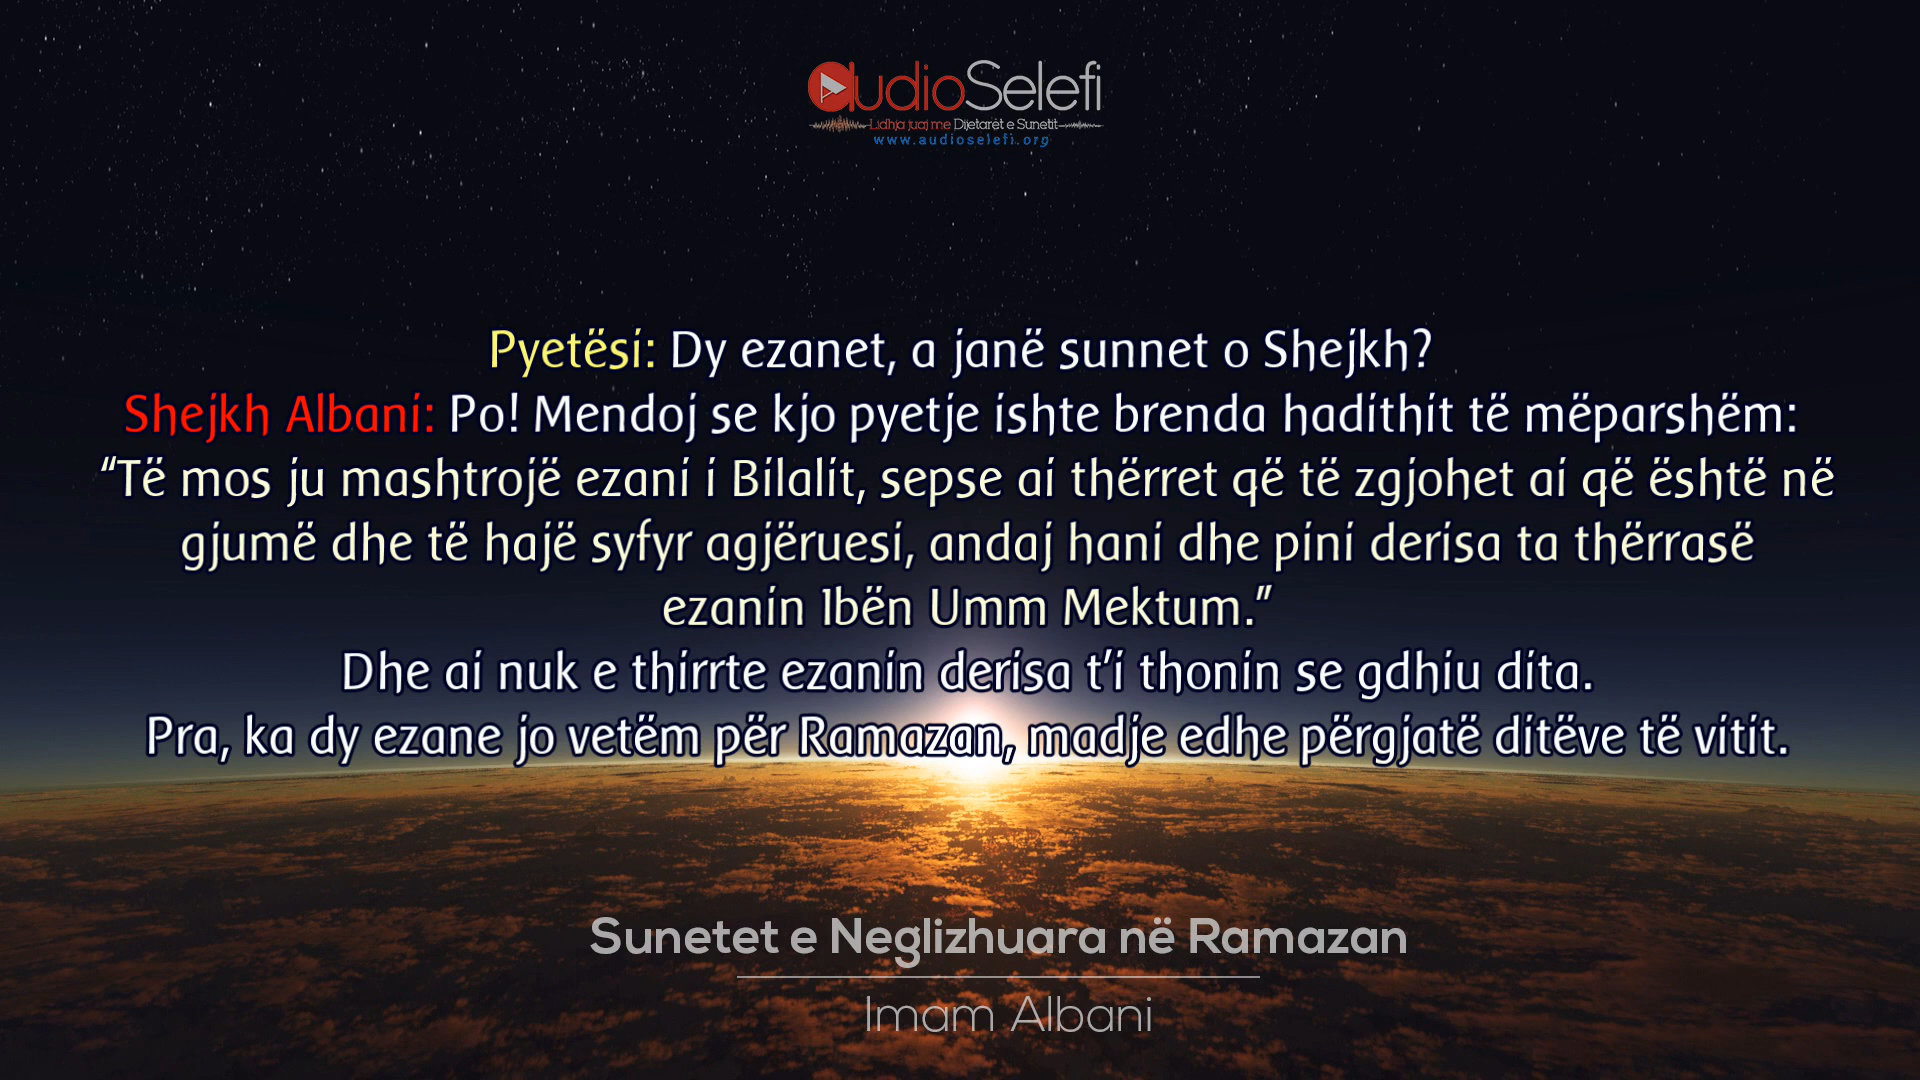 audioSelefi
Lidhja juaj me Dijetarët e Sunetit
www.audioselefi.org
Pyetësi: Dy ezanet, a janë sunnet o Shejkh?
Shejkh Albani: Po! Mendoj se kjo pyetje ishte brenda hadithit të mëparshëm:
“Të mos ju mashtrojë ezani i Bilalit, sepse ai thërret që të zgjohet ai që është në
gjumë dhe të hajë syfyr agjëruesi, andaj hani dhe pini derisa ta thërrasë
ezanin Ibën Umm Mektum.”
Dhe ai nuk e thirrte ezanin derisa t’i thonin se gdhiu dita.
Pra, ka dy ezane jo vetëm për Ramazan, madje edhe përgjatë ditëve të vitit.
Sunetet e Neglizhuara në Ramazan
Imam Albani